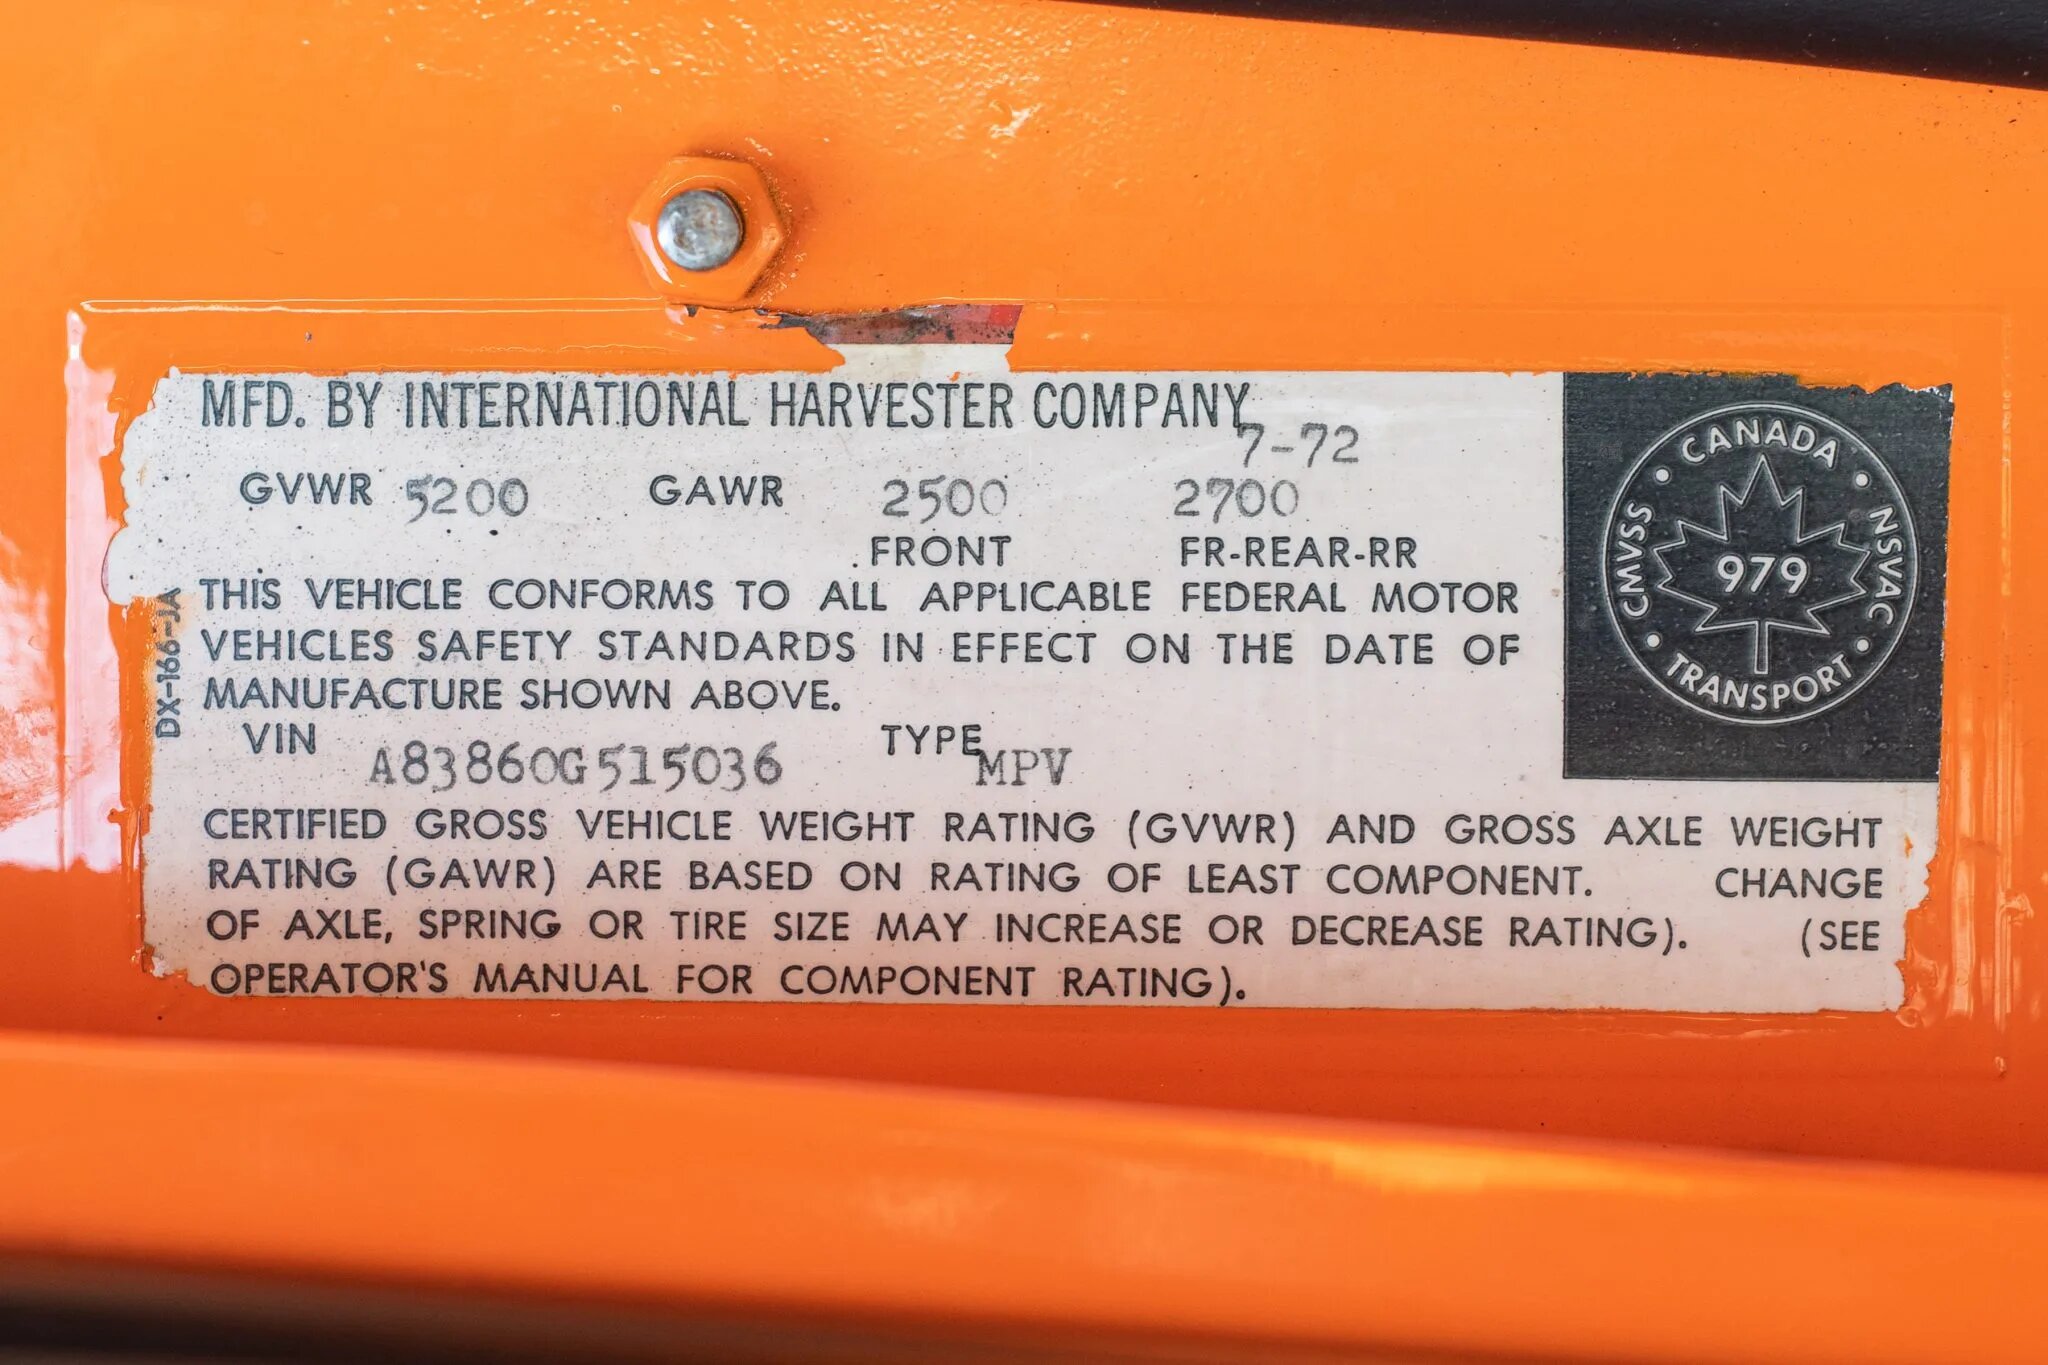 MFD. BY INTERNATIONAL HARVESTER COMPANY
7-72
GVWR 5200 GAWR 2500 2700
FRONT FR-REAR-RR
THIS VEHICLE CONFORMS TO ALL APPLICABLE FEDERAL MOTOR
VEHICLES SAFETY STANDARDS IN EFFECT ON THE DATE OF
MANUFACTURE SHOWN ABOVE.
VIN A83860G515036 TYPE MPV
CERTIFIED GROSS VEHICLE WEIGHT RATING (GVWR) AND GROSS AXLE WEIGHT
RATING (GAWR) ARE BASED ON RATING OF LEAST COMPONENT. CHANGE
OF AXLE, SPRING OR TIRE SIZE MAY INCREASE OR DECREASE RATING). (SEE
OPERATOR'S MANUAL FOR COMPONENT RATING).
DX-166-JA
CANADA
CMVSS
NSVAC
979
TRANSPORT